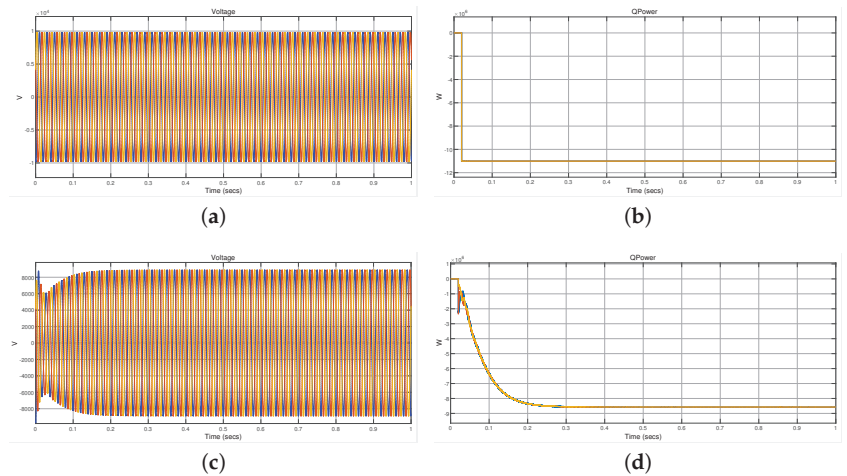 Voltage
×10⁴
1
0.5
0
-0.5
-1
V
0 0.1 0.2 0.3 0.4 0.5 0.6 0.7 0.8 0.9 1
Time (secs)
(a)
QPower
0
-2
-4
-6
-8
-10
-12
W
0 0.1 0.2 0.3 0.4 0.5 0.6 0.7 0.8 0.9 1
Time (secs)
(b)
Voltage
8000
6000
4000
2000
0
-2000
-4000
-6000
-8000
V
0 0.1 0.2 0.3 0.4 0.5 0.6 0.7 0.8 0.9 1
Time (secs)
(c)
QPower
0
-1
-2
-3
-4
-5
-6
-7
-8
-9
W
0 0.1 0.2 0.3 0.4 0.5 0.6 0.7 0.8 0.9 1
Time (secs)
(d)